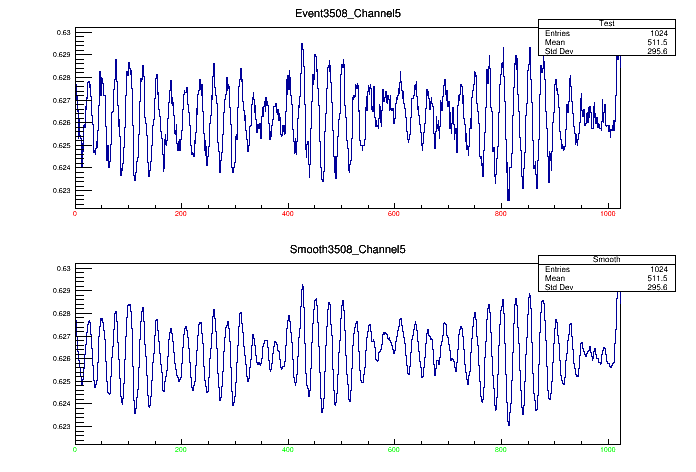 Event3508_Channel5
Test
Entries 1024
Mean 511.5
Std Dev 295.6
0.63
0.629
0.628
0.627
0.626
0.625
0.624
0.623
0 200 400 600 800 1000
Smooth3508_Channel5
Smooth
Entries 1024
Mean 511.5
Std Dev 295.6
0.63
0.629
0.628
0.627
0.626
0.625
0.624
0.623
0 200 400 600 800 1000